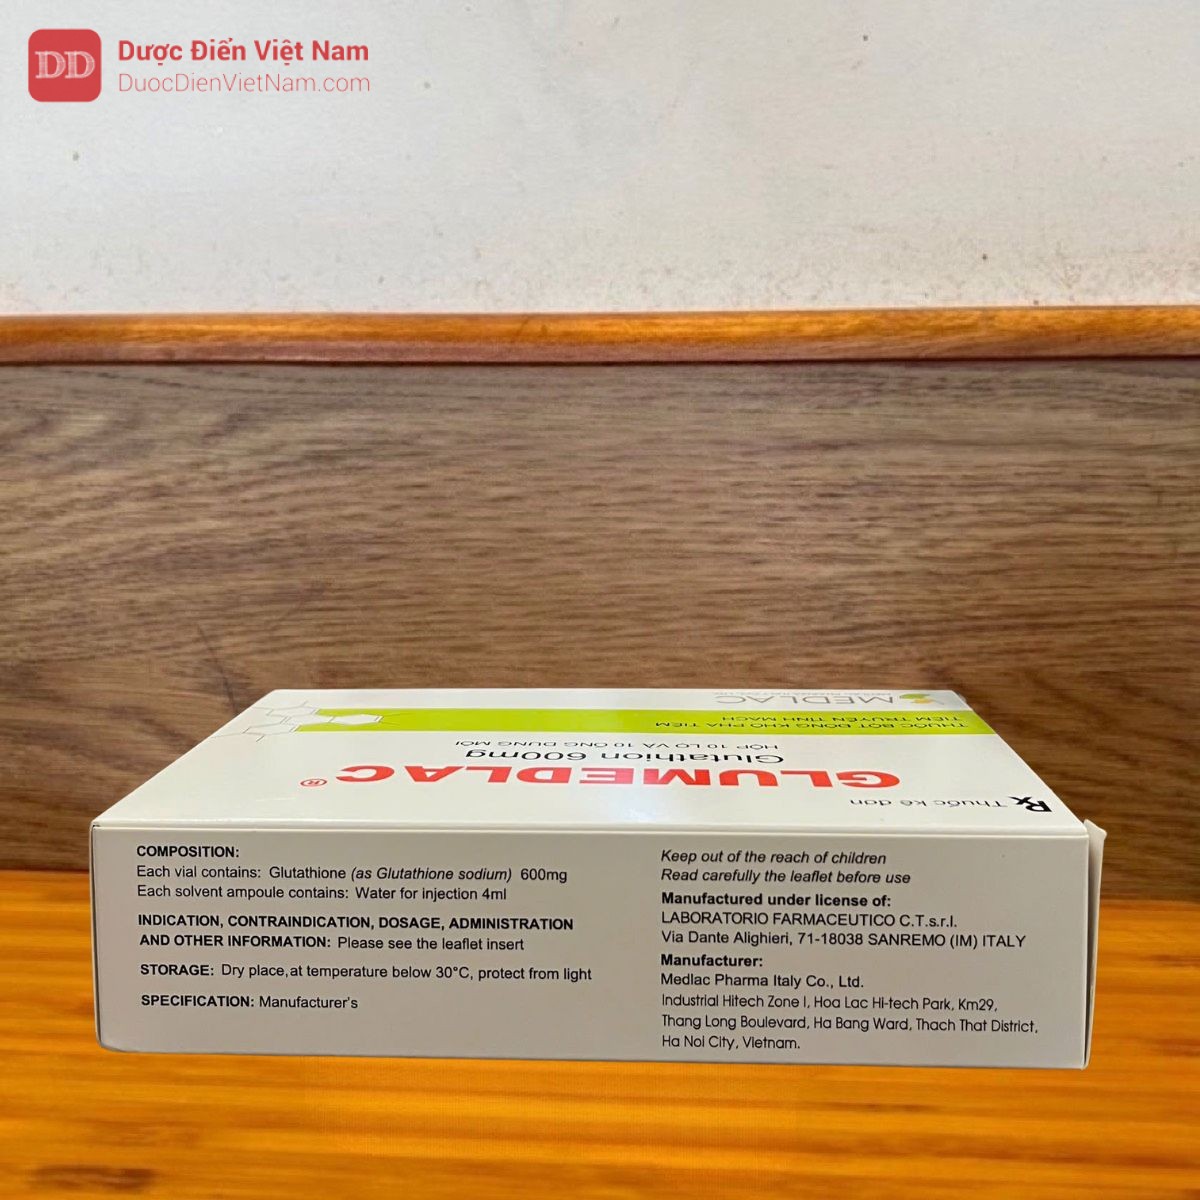 DD
Dược Điển Việt Nam
DuocDienVietNam.com
MEDLAC
THUỐC BỘT ĐÔNG KHÔ PHA TIÊM
TIÊM TRUYỀN TĨNH MẠCH
HỘP 10 LỌ VÀ 10 ỐNG DUNG MÔI
Glutathion 600mg
GLUMEDLAC®
Rx Thuốc kê đơn
COMPOSITION:
Each vial contains: Glutathione (as Glutathione sodium) 600mg
Each solvent ampoule contains: Water for injection 4ml
INDICATION, CONTRAINDICATION, DOSAGE, ADMINISTRATION
AND OTHER INFORMATION: Please see the leaflet insert
STORAGE: Dry place,at temperature below 30°C, protect from light
SPECIFICATION: Manufacturer's
Keep out of the reach of children
Read carefully the leaflet before use
Manufactured under license of:
LABORATORIO FARMACEUTICO C.T.s.r.l.
Via Dante Alighieri, 71-18038 SANREMO (IM) ITALY
Manufacturer:
Medlac Pharma Italy Co., Ltd.
Industrial Hitech Zone I, Hoa Lac Hi-tech Park, Km29,
Thang Long Boulevard, Ha Bang Ward, Thach That District,
Ha Noi City, Vietnam.